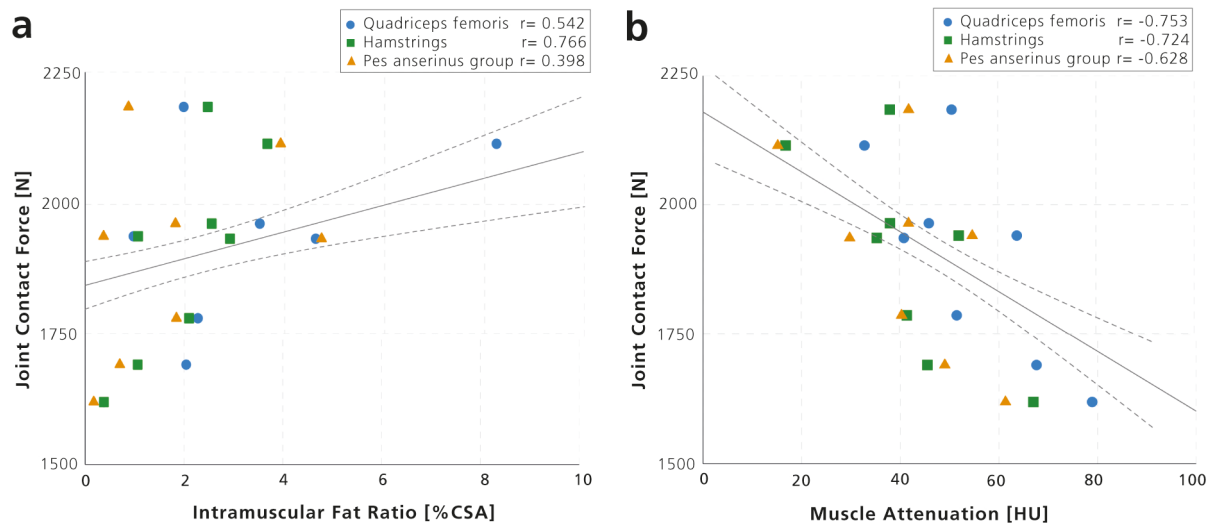 a
Quadriceps femoris r= 0.542
Hamstrings r= 0.766
Pes anserinus group r= 0.398
2250
2000
1750
1500
Joint Contact Force [N]
0 2 4 6 8 10
Intramuscular Fat Ratio [%CSA]
b
Quadriceps femoris r= -0.753
Hamstrings r= -0.724
Pes anserinus group r= -0.628
2250
2000
1750
1500
Joint Contact Force [N]
0 20 40 60 80 100
Muscle Attenuation [HU]